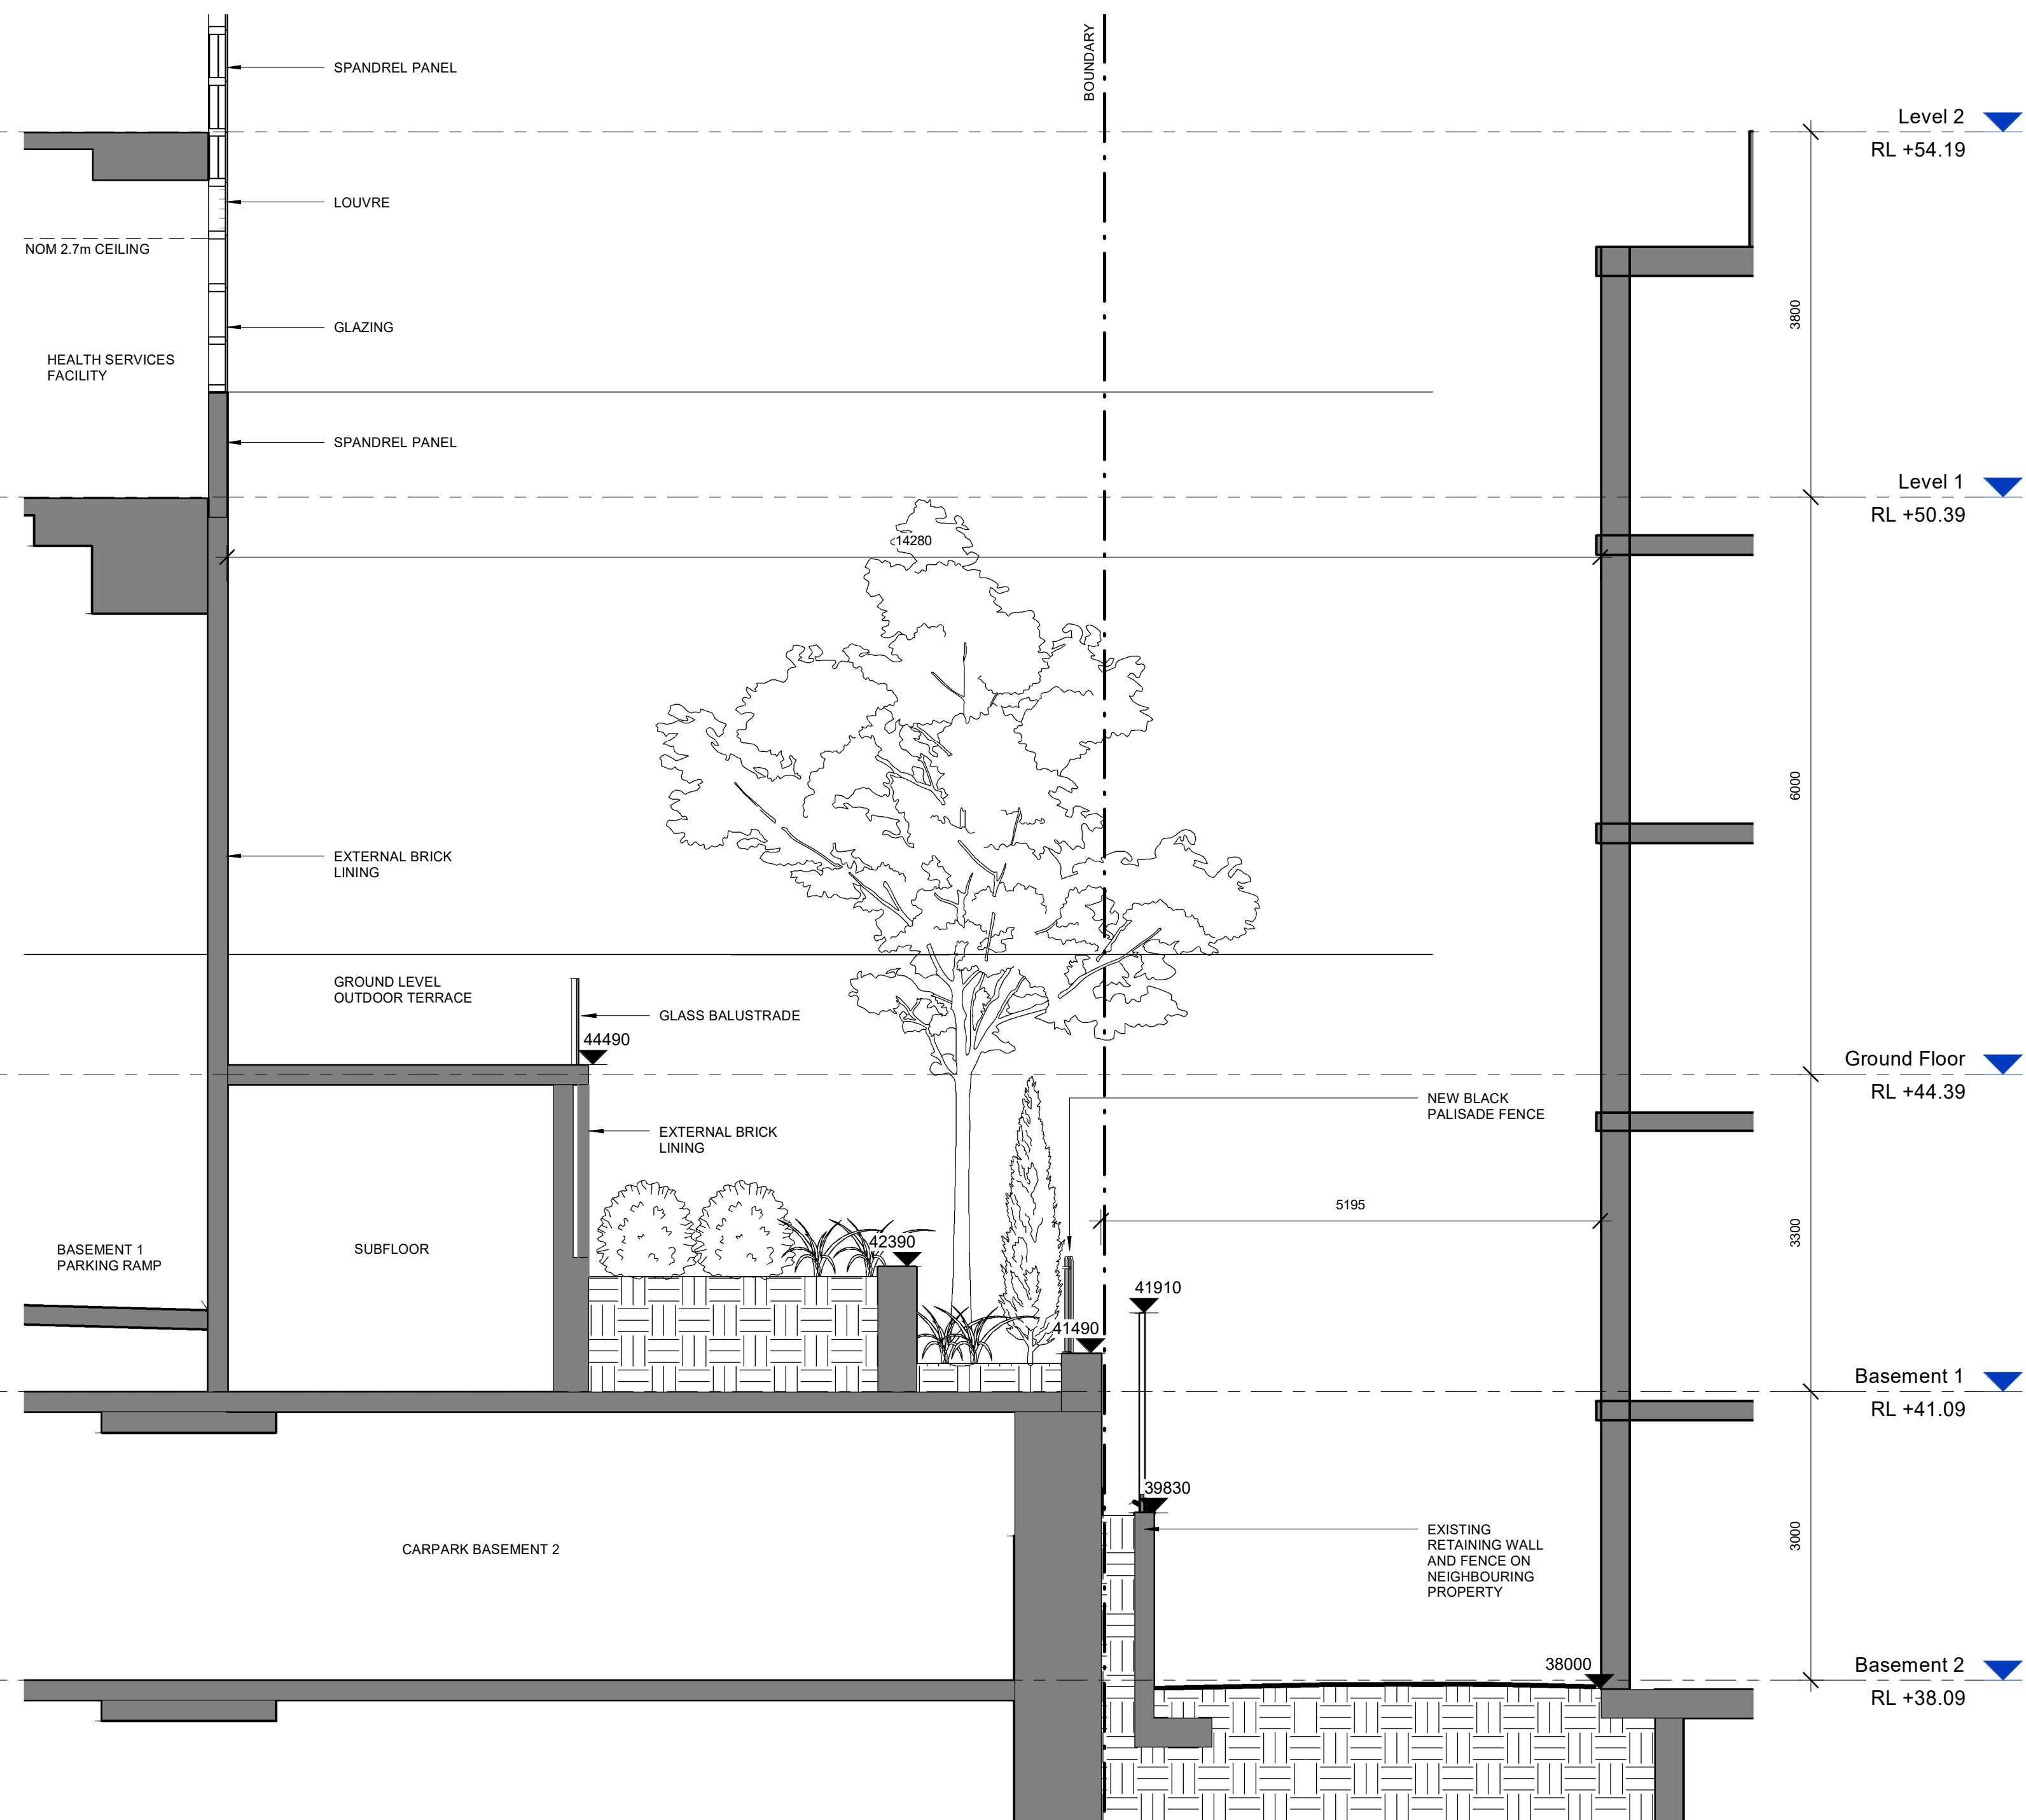 BOUNDARY
SPANDREL PANEL
Level 2
RL +54.19
LOUVRE
NOM 2.7m CEILING
3800
GLAZING
HEALTH SERVICES
FACILITY
SPANDREL PANEL
Level 1
RL +50.39
14280
6000
EXTERNAL BRICK
LINING
GROUND LEVEL
OUTDOOR TERRACE
GLASS BALUSTRADE
44490
Ground Floor
RL +44.39
NEW BLACK
PALISADE FENCE
EXTERNAL BRICK
LINING
5195
3300
42390
SUBFLOOR
BASEMENT 1
PARKING RAMP
41910
41490
Basement 1
RL +41.09
39830
EXISTING
RETAINING WALL
AND FENCE ON
NEIGHBOURING
PROPERTY
3000
CARPARK BASEMENT 2
38000
Basement 2
RL +38.09